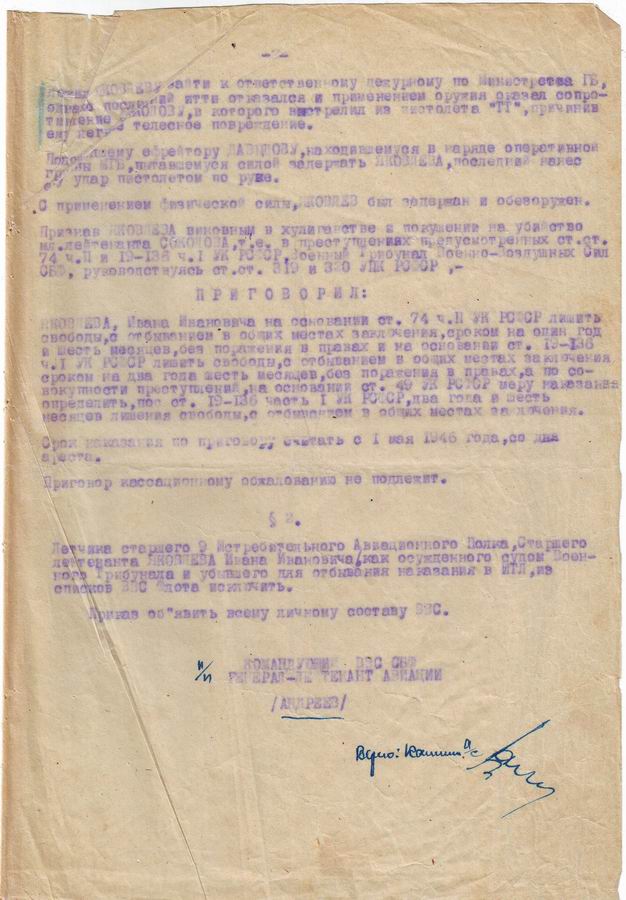 -2-
ЯКОВЛЕВУ зайти к ответственному дежурному по Министерства ГБ,
однако последний итти отказался и применением оружия оказал сопро-
тивление СОКОЛОВУ, в которого выстрелил из пистолета "ТТ", причинив
ему легкое телесное повреждение.
Подошедшему ефрейтору ДАВЫДОВУ, находившемуся в наряде оперативной
МГБ, пытавшемуся силой задержать ЯКОВЛЕВА, последний нанес
удар пистолетом по руке.
С применением физической силы, ЯКОВЛЕВ был задержан и обезоружен.
Признав ЯКОВЛЕВА виновным в хулиганстве и покушении на убийство
мл.лейтенанта СОКОЛОВА, т.е. в преступлениях предусмотренных ст.ст.
74 ч.П и 19-136 ч.I УК РСФСР, Военный Трибунал Военно-Воздушных Сил
СБФ, руководствуясь ст.ст. 319 и 320 УПК РСФСР ,-
ПРИГОВОРИЛ:
ЯКОВЛЕВА, Ивана Ивановича на основании ст. 74 ч.П УК РСФСР лишить
свободы, с отбыванием в общих местах заключения, сроком на один год
и шесть месяцев, без поражения в правах и на основании ст. 19-136
ч.I УК РСФСР лишить свободы, с отбыванием в общих местах заключения
сроком на два года шесть месяцев, без поражения в правах, а по со-
вокупности преступлений, на основании ст. 49 УК РСФСР меру наказания
определить, по ст. 19-136 часть I УК РСФСР, два года и шесть
месяцев лишения свободы, с отбыванием в общих местах заключения.
Срок наказания по приговору считать с I мая 1946 года, со дня
ареста.
Приговор кассационному обжалованию не подлежит.
§ 2.
Летчика старшего 9 Истребительного Авиационного Полка, Старшего
лейтенанта ЯКОВЛЕВА Ивана Ивановича, как осужденного судом Воен-
ного Трибунала и убывшего для отбывания наказания в ИТЛ, из
списков ВВС Флота исключить.
Приказ об"явить всему личному составу ВВС.
КОМАНДУЮЩИЙ ВВС СБФ
п/п ГЕНЕРАЛ-ЛЕ ТЕНАНТ АВИАЦИИ
/АНДРЕЕВ/
Верно: